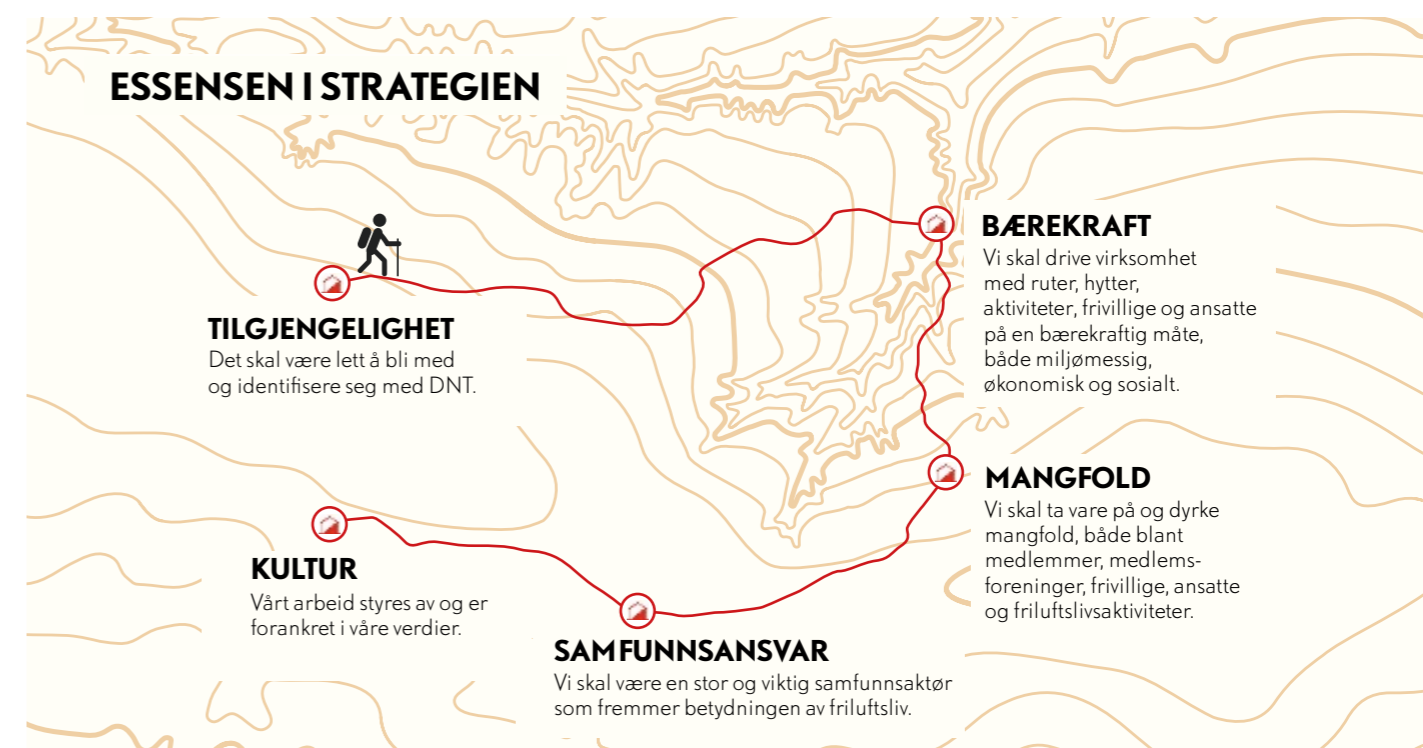 ESSENSEN I STRATEGIEN
TILGJENGELIGHET
Det skal være lett å bli med
og identifisere seg med DNT.
BÆREKRAFT
Vi skal drive virksomhet
med ruter, hytter,
aktiviteter, frivillige og ansatte
på en bærekraftig måte,
både miljømessig,
økonomisk og sosialt.
MANGFOLD
Vi skal ta vare på og dyrke
mangfold, både blant
medlemmer, medlems-
foreninger, frivillige, ansatte
og friluftslivsaktiviteter.
SAMFUNNSANSVAR
Vi skal være en stor og viktig samfunnsaktør
som fremmer betydningen av friluftsliv.
KULTUR
Vårt arbeid styres av og er
forankret i våre verdier.